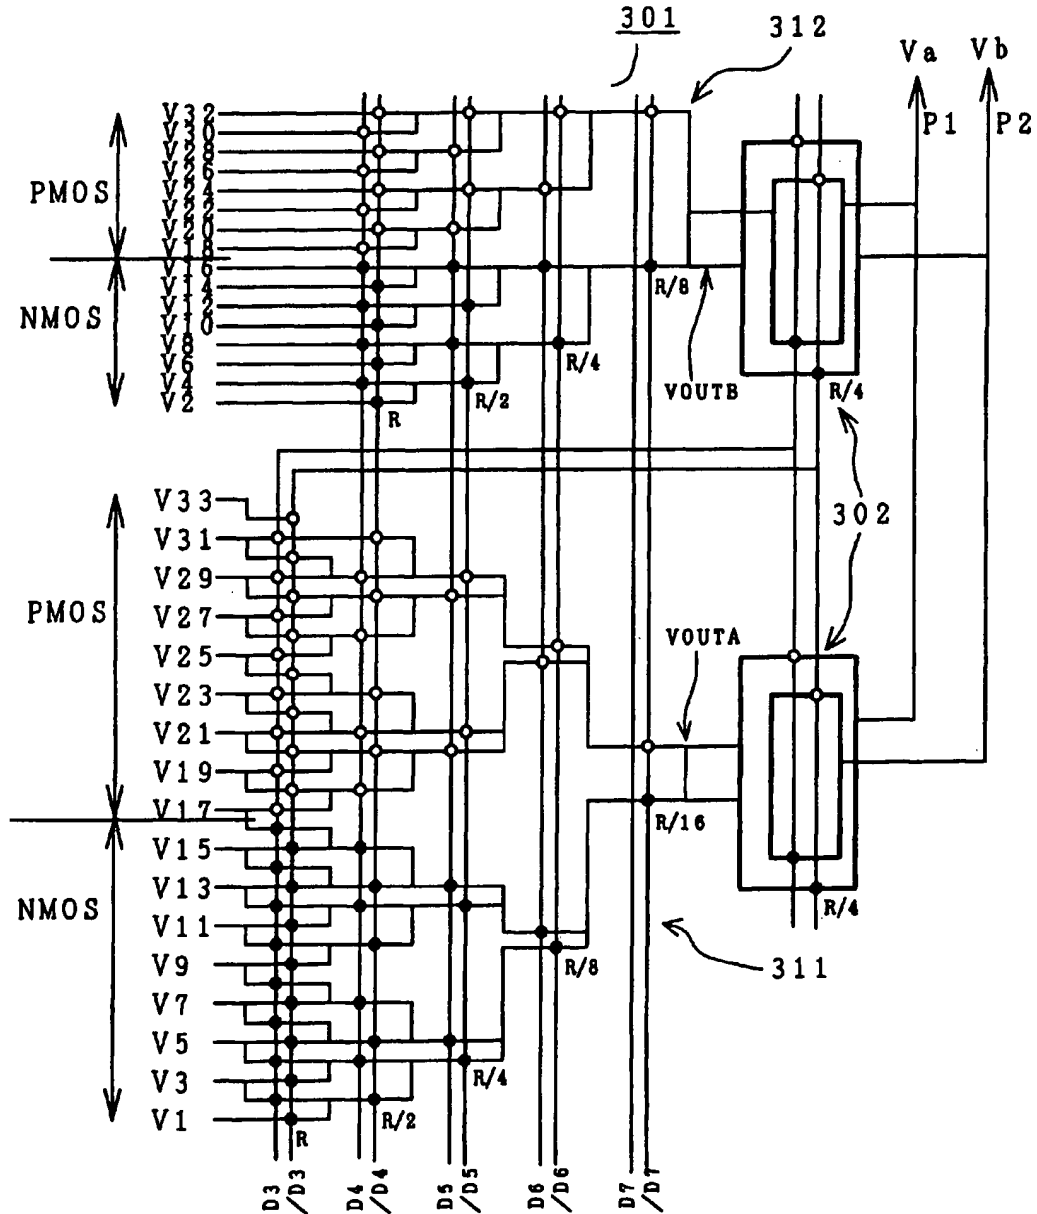 301
312
Va
Vb
P1
P2
V32
V30
V28
V26
V24
V22
V20
V18
V16
V14
V12
V10
V8
V6
V4
V2
PMOS
NMOS
R
R/2
R/4
R/8
VOUTB
R/4
302
V33
V31
V29
V27
V25
V23
V21
V19
V17
V15
V13
V11
V9
V7
V5
V3
V1
PMOS
NMOS
VOUTA
R
R/2
R/4
R/8
R/16
R/4
311
D3
/D3
D4
/D4
D5
/D5
D6
/D6
D7
/D7